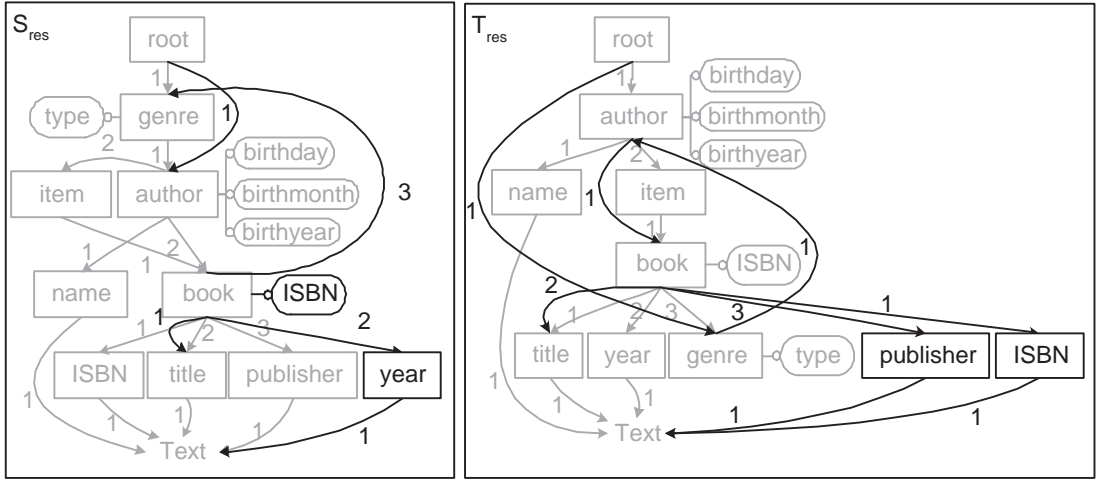 S_res
root
1
1
type
genre
2
1
birthday
item
author
birthmonth
3
birthyear
1
1
2
name
book
ISBN
1
1
2
3
2
ISBN
title
publisher
year
1
1
1
1
1
Text
T_res
root
1
birthday
author
birthmonth
1
2
birthyear
name
item
1
1
1
1
book
ISBN
2
1
2
3
3
1
title
year
genre
type
publisher
ISBN
1
1
1
1
1
Text